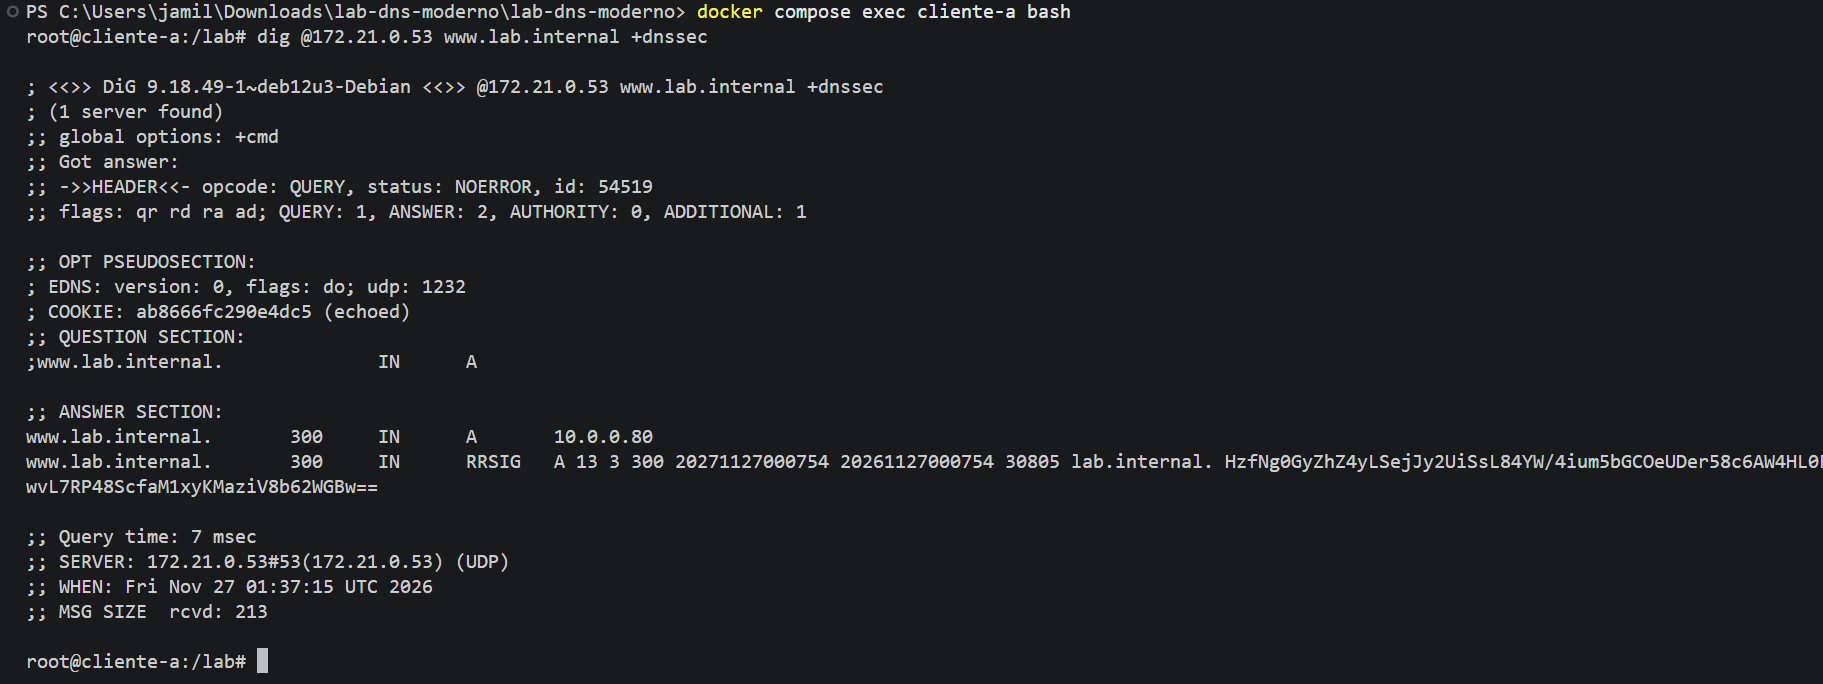 PS C:\Users\jamil\Downloads\lab-dns-moderno\lab-dns-moderno> docker compose exec cliente-a bash
root@cliente-a:/lab# dig @172.21.0.53 www.lab.internal +dnssec
; <<>> DiG 9.18.49-1~deb12u3-Debian <<>> @172.21.0.53 www.lab.internal +dnssec
; (1 server found)
;; global options: +cmd
;; Got answer:
;; ->>HEADER<<- opcode: QUERY, status: NOERROR, id: 54519
;; flags: qr rd ra ad; QUERY: 1, ANSWER: 2, AUTHORITY: 0, ADDITIONAL: 1
;; OPT PSEUDOSECTION:
; EDNS: version: 0, flags: do; udp: 1232
; COOKIE: ab8666fc290e4dc5 (echoed)
;; QUESTION SECTION:
;www.lab.internal. IN A
;; ANSWER SECTION:
www.lab.internal. 300 IN A 10.0.0.80
www.lab.internal. 300 IN RRSIG A 13 3 300 20271127000754 20261127000754 30805 lab.internal. HzfNg0GyZhZ4yLSejJy2UiSsL84YW/4ium5bGCOeUDer58c6AW4HL0
wvL7RP48ScfaM1xyKMaziV8b62WGBw==
;; Query time: 7 msec
;; SERVER: 172.21.0.53#53(172.21.0.53) (UDP)
;; WHEN: Fri Nov 27 01:37:15 UTC 2026
;; MSG SIZE rcvd: 213
root@cliente-a:/lab#